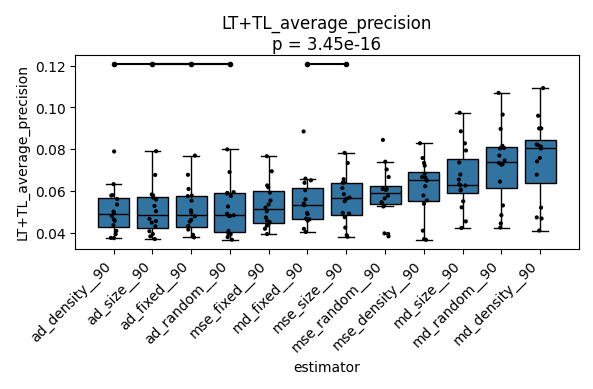 LT+TL_average_precision
p = 3.45e-16
LT+TL_average_precision
0.12
0.10
0.08
0.06
0.04
ad_density__90
ad_size__90
ad_fixed__90
ad_random__90
mse_fixed__90
md_fixed__90
mse_size__90
mse_random__90
mse_density__90
md_size__90
md_random__90
md_density__90
estimator